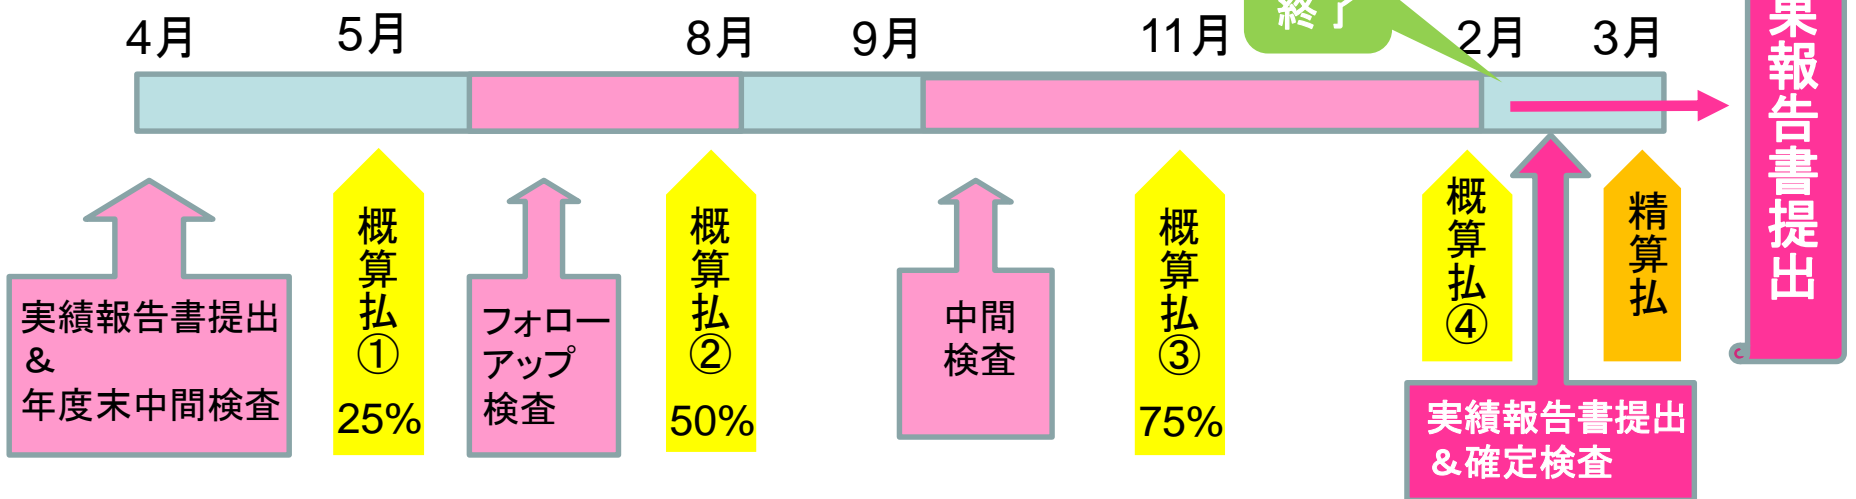 4月
5月
8月
9月
11月
2月
3月
終了
果報告書提出
実績報告書提出
&
年度末中間検査
概算払①
25%
フォロー
アップ
検査
概算払②
50%
中間
検査
概算払③
75%
概算払④
実績報告書提出
&確定検査
精算払